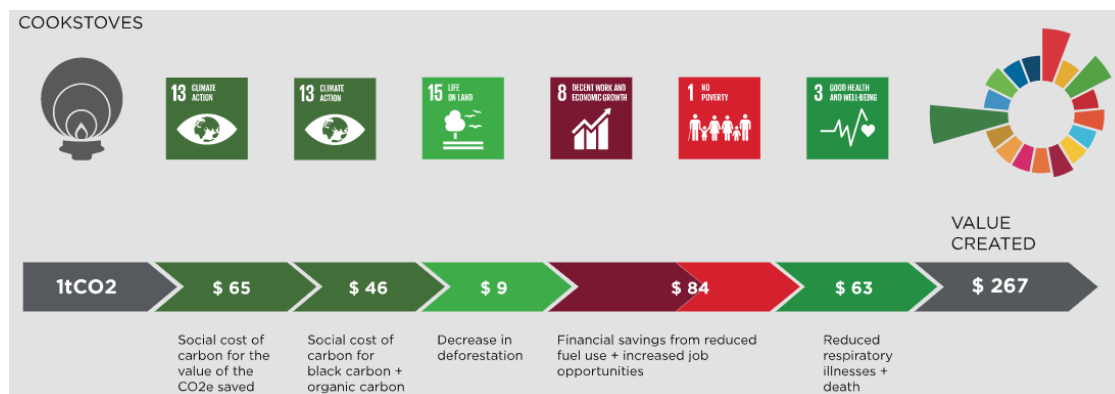 COOKSTOVES
13 CLIMATE
ACTION
13 CLIMATE
ACTION
15 LIFE
ON LAND
8 DECENT WORK AND
ECONOMIC GROWTH
1 NO
POVERTY
3 GOOD HEALTH
AND WELL-BEING
VALUE
CREATED
1tCO2
$ 65
$ 46
$ 9
$ 84
$ 63
$ 267
Social cost of
carbon for the
value of the
CO2e saved
Social cost of
carbon for
black carbon +
organic carbon
Decrease in
deforestation
Financial savings from reduced
fuel use + increased job
opportunities
Reduced
respiratory
illnesses +
death